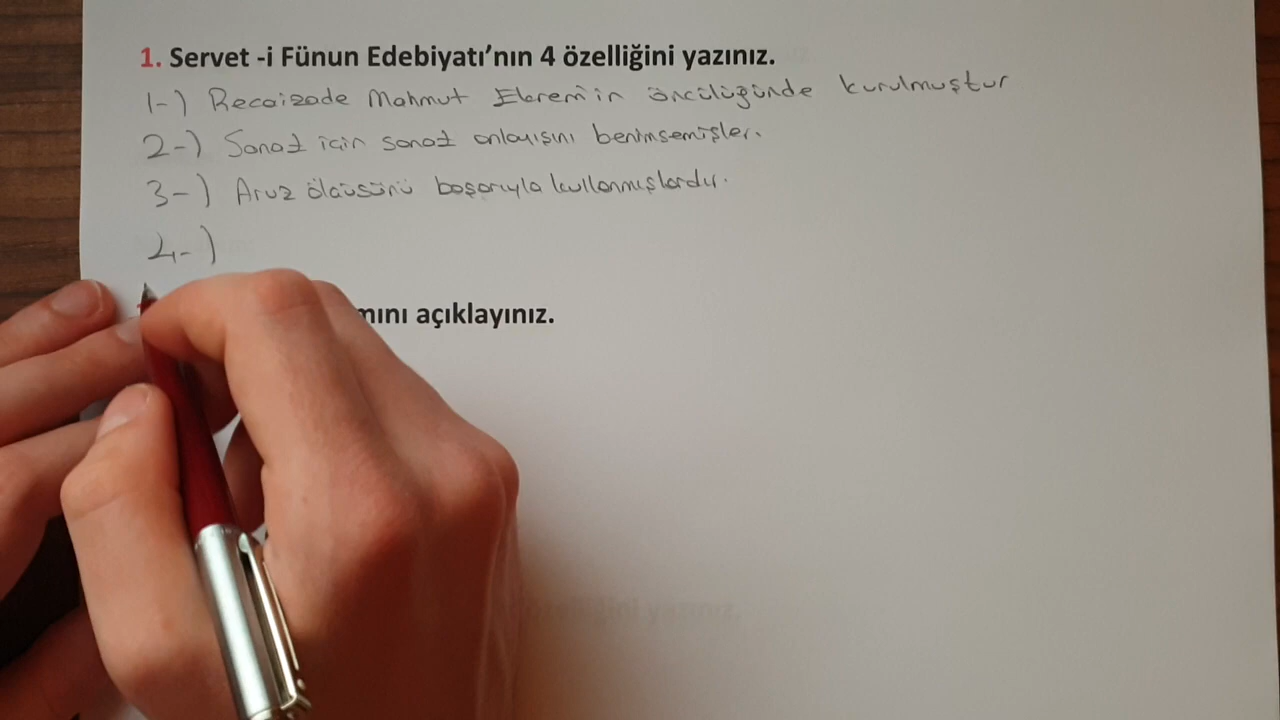 1. Servet -i Fünun Edebiyatı'nın 4 özelliğini yazınız.
1-) Recaizade Mahmut Ekrem'in öncülüğünde kurulmuştur
2-) Sanat için sanat anlayışını benimsemişler.
3-) Aruz ölçüsünü başarıyla kullanmışlardır.
4-)
açıklayınız.